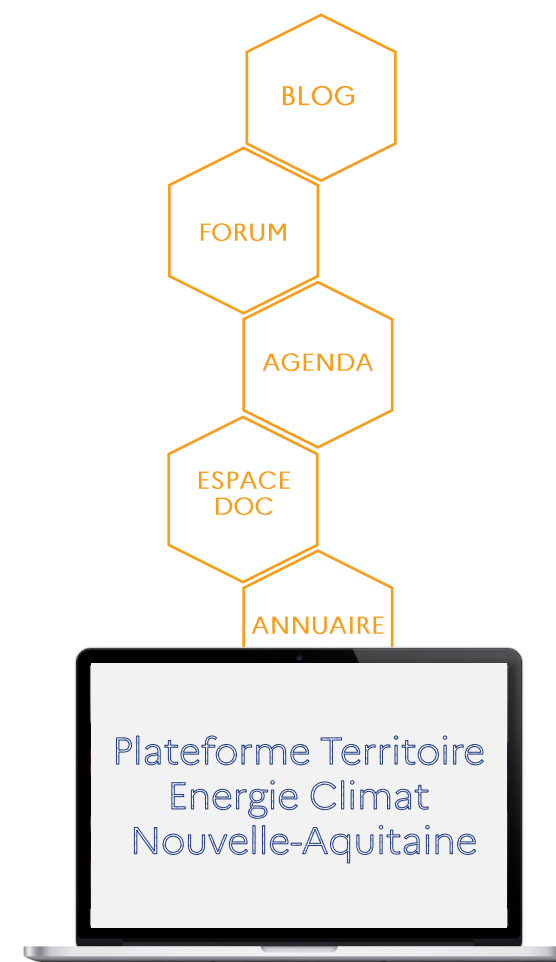 BLOG
FORUM
AGENDA
ESPACE
DOC
ANNUAIRE
Plateforme Territoire
Energie Climat
Nouvelle-Aquitaine